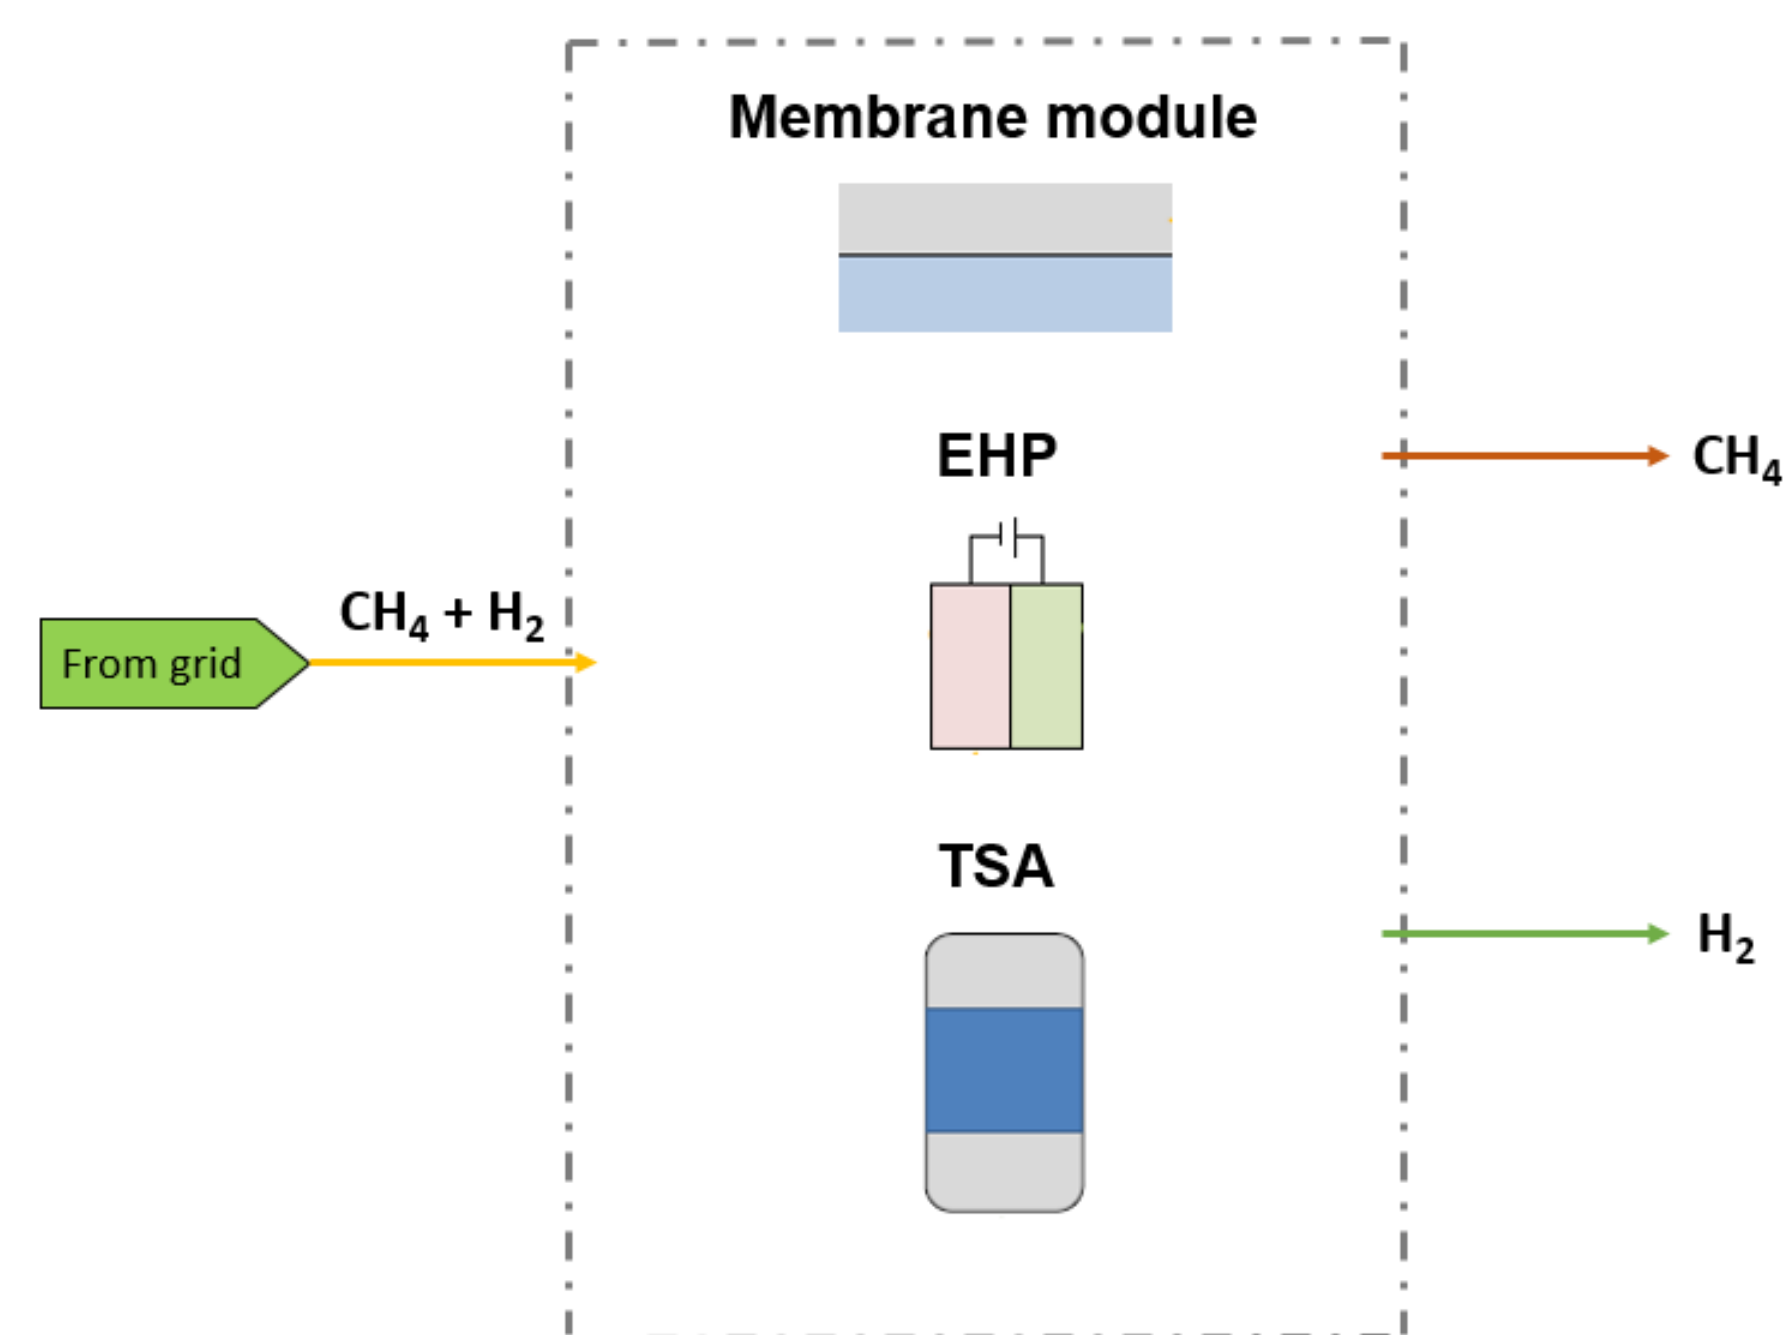 Membrane module
EHP
CH₄
CH₄ + H₂
From grid
TSA
H₂